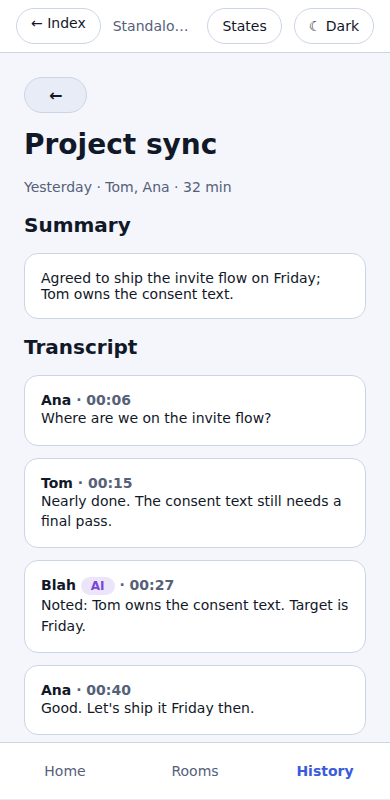 ← Index
Standalo…
States
☾ Dark
←
Project sync
Yesterday · Tom, Ana · 32 min
Summary
Agreed to ship the invite flow on Friday;
Tom owns the consent text.
Transcript
Ana · 00:06
Where are we on the invite flow?
Tom · 00:15
Nearly done. The consent text still needs a
final pass.
Blah AI · 00:27
Noted: Tom owns the consent text. Target is
Friday.
Ana · 00:40
Good. Let's ship it Friday then.
Home
Rooms
History